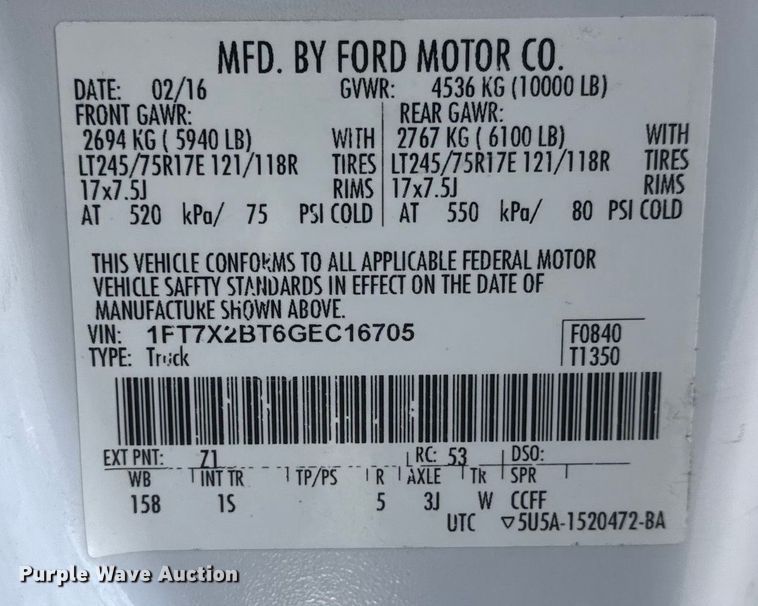 MFD. BY FORD MOTOR CO.
DATE: 02/16 GVWR: 4536 KG (10000 LB)
FRONT GAWR: REAR GAWR:
2694 KG ( 5940 LB) WITH 2767 KG ( 6100 LB) WITH
LT245/75R17E 121/118R TIRES LT245/75R17E 121/118R TIRES
17x7.5J RIMS 17x7.5J RIMS
AT 520 kPa/ 75 PSI COLD AT 550 kPa/ 80 PSI COLD
THIS VEHICLE CONFORMS TO ALL APPLICABLE FEDERAL MOTOR
VEHICLE SAFTY STANDARDS IN EFFECT ON THE DATE OF
MANUFACTURE SHOWN ABOVE.
VIN: 1FT7X2BT6GEC16705 F0840
TYPE: Truck T1350
EXT PNT: Z1 RC: 53 DSO:
WB INT TR TP/PS R AXLE TR SPR
158 1S 5 3J W CCFF
UTC ▽5U5A-1520472-BA
Purple Wave Auction